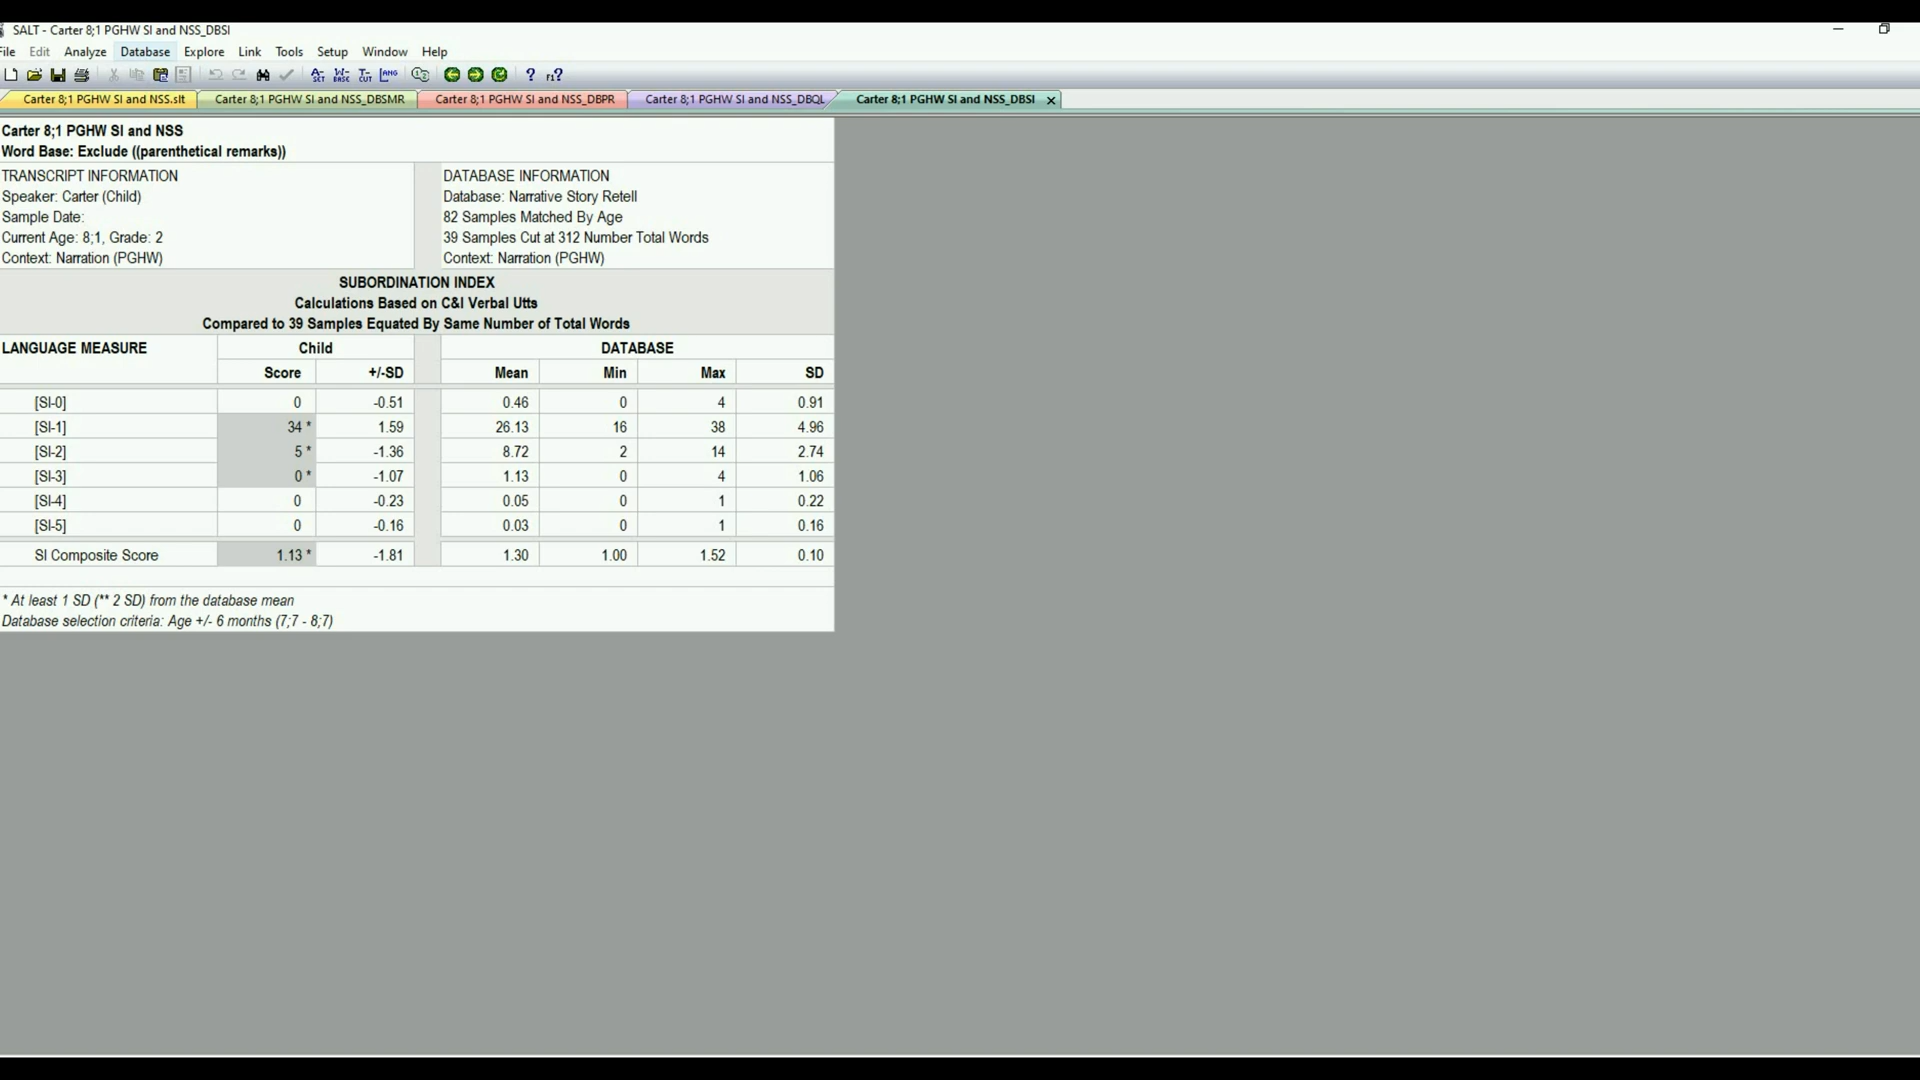 SALT - Carter 8;1 PGHW SI and NSS_DBSI
File Edit Analyze Database Explore Link Tools Setup Window Help
A-SET W-BASE T-CUT LANG ? F1?
Carter 8;1 PGHW SI and NSS.slt Carter 8;1 PGHW SI and NSS_DBSMR Carter 8;1 PGHW SI and NSS_DBPR Carter 8;1 PGHW SI and NSS_DBQL Carter 8;1 PGHW SI and NSS_DBSI
Carter 8;1 PGHW SI and NSS
Word Base: Exclude ((parenthetical remarks))
TRANSCRIPT INFORMATION DATABASE INFORMATION
Speaker: Carter (Child) Database: Narrative Story Retell
Sample Date: 82 Samples Matched By Age
Current Age: 8;1, Grade: 2 39 Samples Cut at 312 Number Total Words
Context: Narration (PGHW) Context: Narration (PGHW)
SUBORDINATION INDEX
Calculations Based on C&I Verbal Utts
Compared to 39 Samples Equated By Same Number of Total Words
LANGUAGE MEASURE Child DATABASE
Score +/-SD Mean Min Max SD
[SI-0] 0 -0.51 0.46 0 4 0.91
[SI-1] 34 * 1.59 26.13 16 38 4.96
[SI-2] 5 * -1.36 8.72 2 14 2.74
[SI-3] 0 * -1.07 1.13 0 4 1.06
[SI-4] 0 -0.23 0.05 0 1 0.22
[SI-5] 0 -0.16 0.03 0 1 0.16
SI Composite Score 1.13 * -1.81 1.30 1.00 1.52 0.10
* At least 1 SD (** 2 SD) from the database mean
Database selection criteria: Age +/- 6 months (7;7 - 8;7)